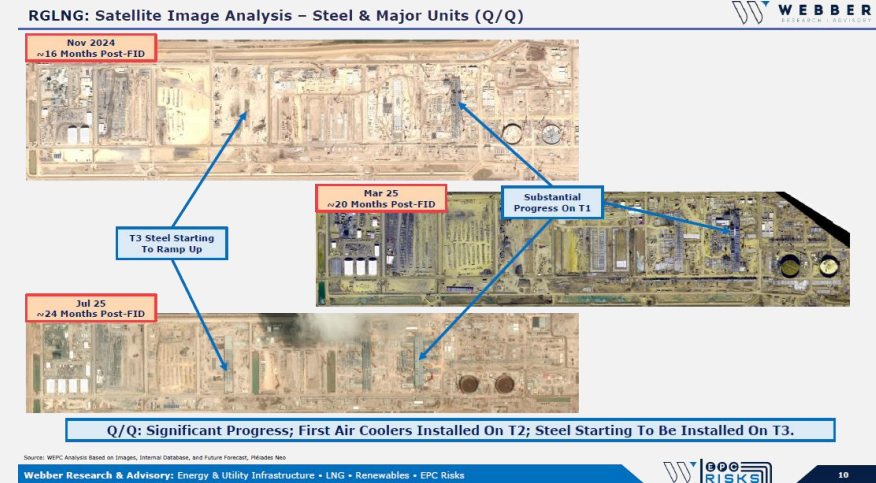 RGLNG: Satellite Image Analysis – Steel & Major Units (Q/Q)
WEBBER
RESEARCH | ADVISORY
Nov 2024
~16 Months Post-FID
Mar 25
~20 Months Post-FID
Substantial
Progress On T1
T3 Steel Starting
To Ramp Up
Jul 25
~24 Months Post-FID
Q/Q: Significant Progress; First Air Coolers Installed On T2; Steel Starting To Be Installed On T3.
Source: WEPC Analysis Based on Images, Internal Database, and Future Forecast, Pléiades Neo
Webber Research & Advisory: Energy & Utility Infrastructure • LNG • Renewables • EPC Risks
EPC
RISKS
10